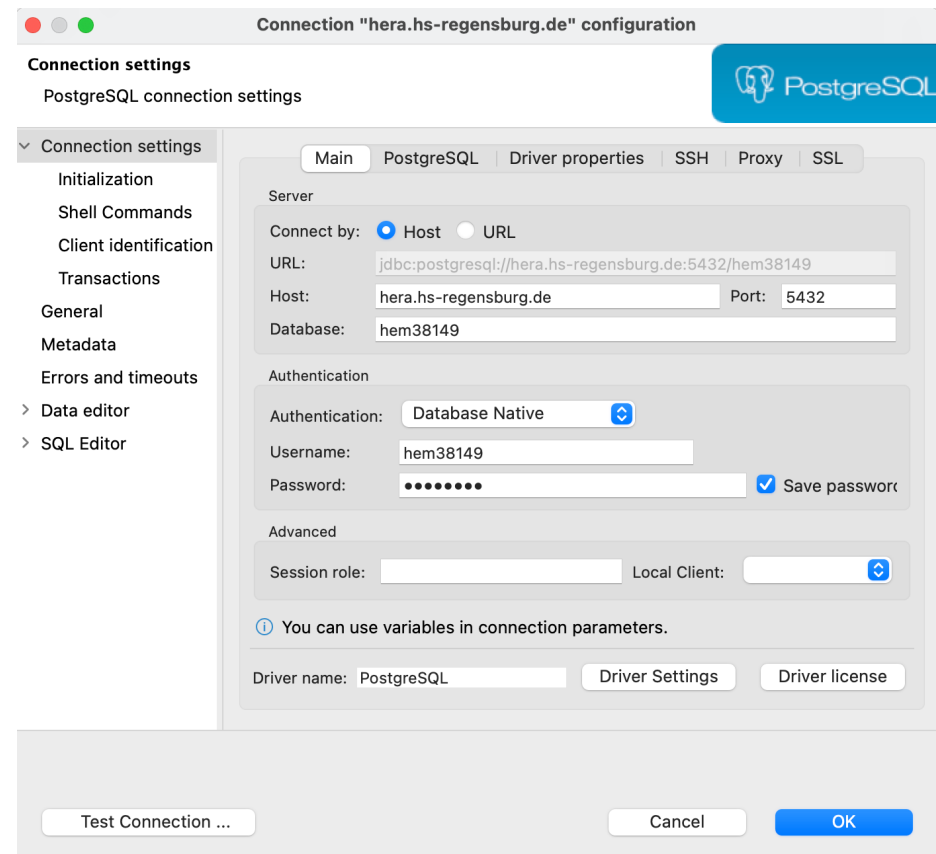 Connection "hera.hs-regensburg.de" configuration
Connection settings
PostgreSQL connection settings
PostgreSQL
Connection settings
Initialization
Shell Commands
Client identification
Transactions
General
Metadata
Errors and timeouts
Data editor
SQL Editor
Main PostgreSQL Driver properties SSH Proxy SSL
Server
Connect by: Host URL
URL: jdbc:postgresql://hera.hs-regensburg.de:5432/hem38149
Host: hera.hs-regensburg.de Port: 5432
Database: hem38149
Authentication
Authentication: Database Native
Username: hem38149
Password: ••••••••  Save password
Advanced
Session role: Local Client:
You can use variables in connection parameters.
Driver name: PostgreSQL Driver Settings Driver license
Test Connection ... Cancel OK